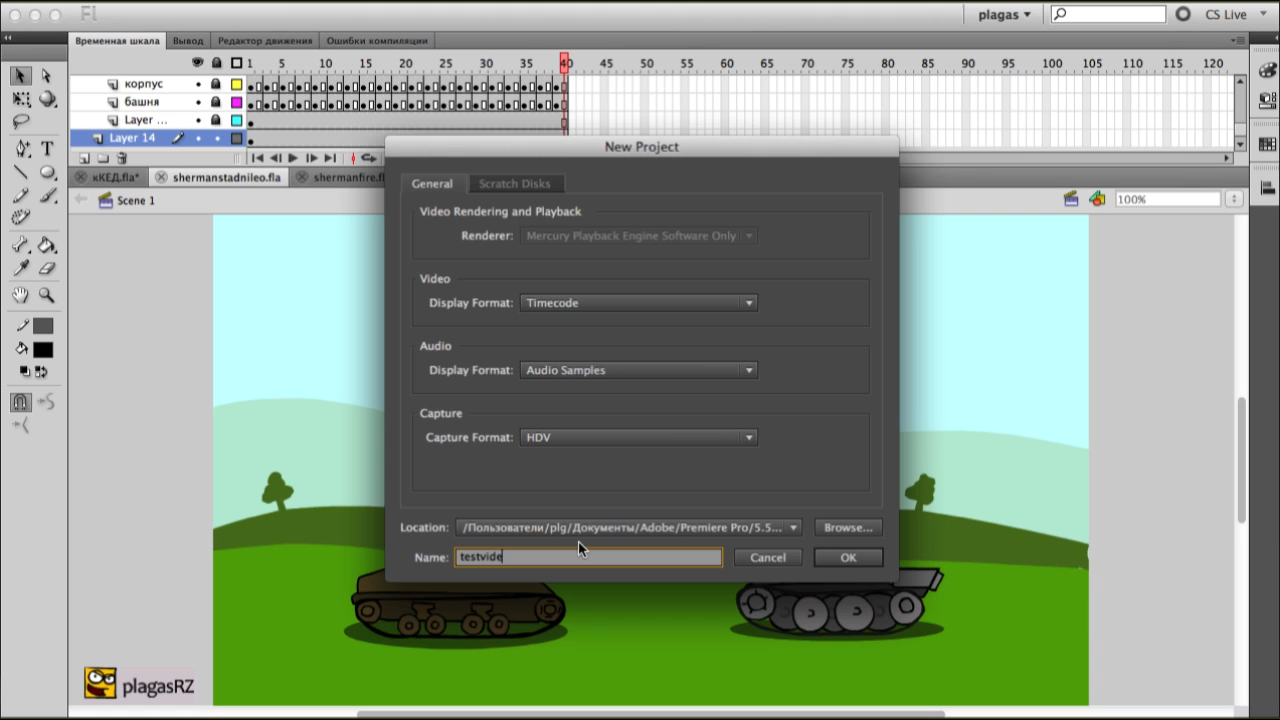 Fl
plagas
CS Live
Временная шкала Вывод Редактор движения Ошибки компиляции
1 5 10 15 20 25 30 35 40 45 50 55 60 65 70 75 80 85 90 95 100 105 110 115 120
корпус
башня
Layer ...
Layer 14
кКЕД.fla* shermanstadnileo.fla shermanfire.fl
Scene 1
100%
New Project
General Scratch Disks
Video Rendering and Playback
Renderer: Mercury Playback Engine Software Only
Video
Display Format: Timecode
Audio
Display Format: Audio Samples
Capture
Capture Format: HDV
Location: /Пользователи/plg/Документы/Adobe/Premiere Pro/5.5... Browse...
Name: testvide Cancel OK
plagasRZ